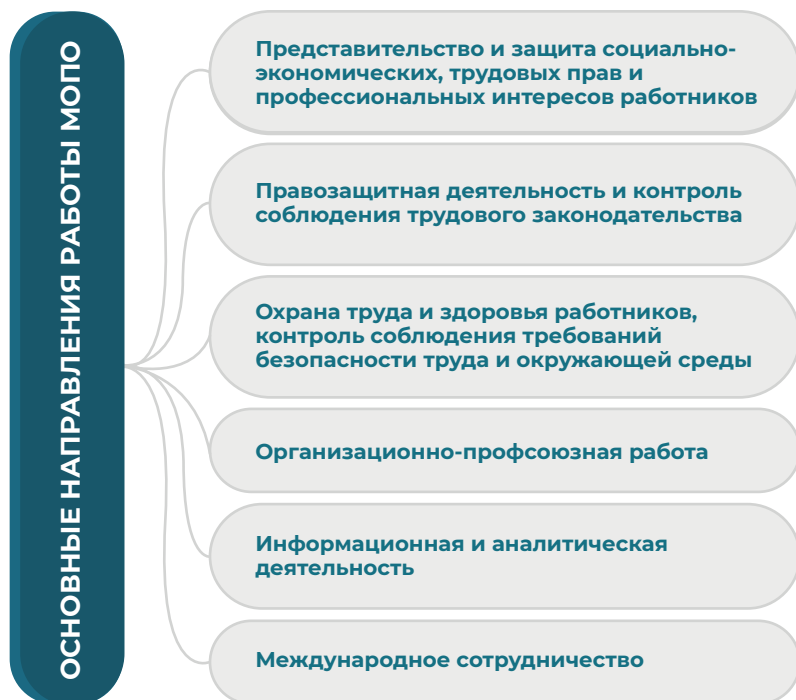 ОСНОВНЫЕ НАПРАВЛЕНИЯ РАБОТЫ МОПО
Представительство и защита социально-
экономических, трудовых прав и
профессиональных интересов работников
Правозащитная деятельность и контроль
соблюдения трудового законодательства
Охрана труда и здоровья работников,
контроль соблюдения требований
безопасности труда и окружающей среды
Организационно-профсоюзная работа
Информационная и аналитическая
деятельность
Международное сотрудничество